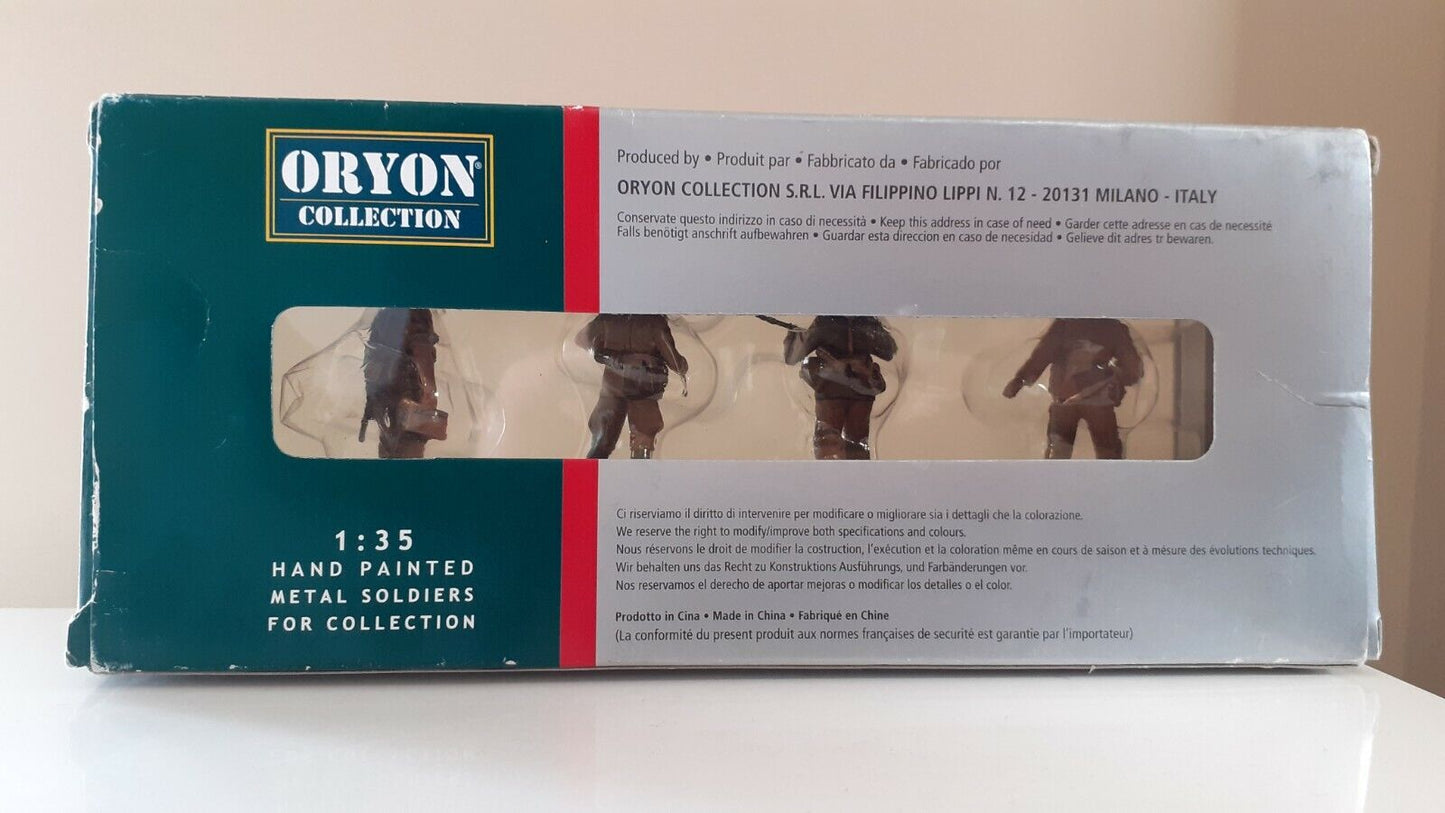 ORYON®
COLLECTION
1:35
HAND PAINTED
METAL SOLDIERS
FOR COLLECTION
Produced by • Produit par • Fabbricato da • Fabricado por
ORYON COLLECTION S.R.L. VIA FILIPPINO LIPPI N. 12 - 20131 MILANO - ITALY
Conservate questo indirizzo in caso di necessità • Keep this address in case of need • Garder cette adresse en cas de necessité
Falls benötigt anschrift aufbewahren • Guardar esta direccion en caso de necesidad • Gelieve dit adres tr bewaren.
Ci riserviamo il diritto di intervenire per modificare o migliorare sia i dettagli che la colorazione.
We reserve the right to modify/improve both specifications and colours.
Nous réservons le droit de modifier la costruction, l'exécution et la coloration même en cours de saison et à mésure des évolutions techniques.
Wir behalten uns das Recht zu Konstruktions Ausführungs, und Farbänderungen vor.
Nos reservamos el derecho de aportar mejoras o modificar los detalles o el color.
Prodotto in Cina • Made in China • Fabriqué en Chine
(La conformité du present produit aux normes françaises de securité est garantie par l'importateur)